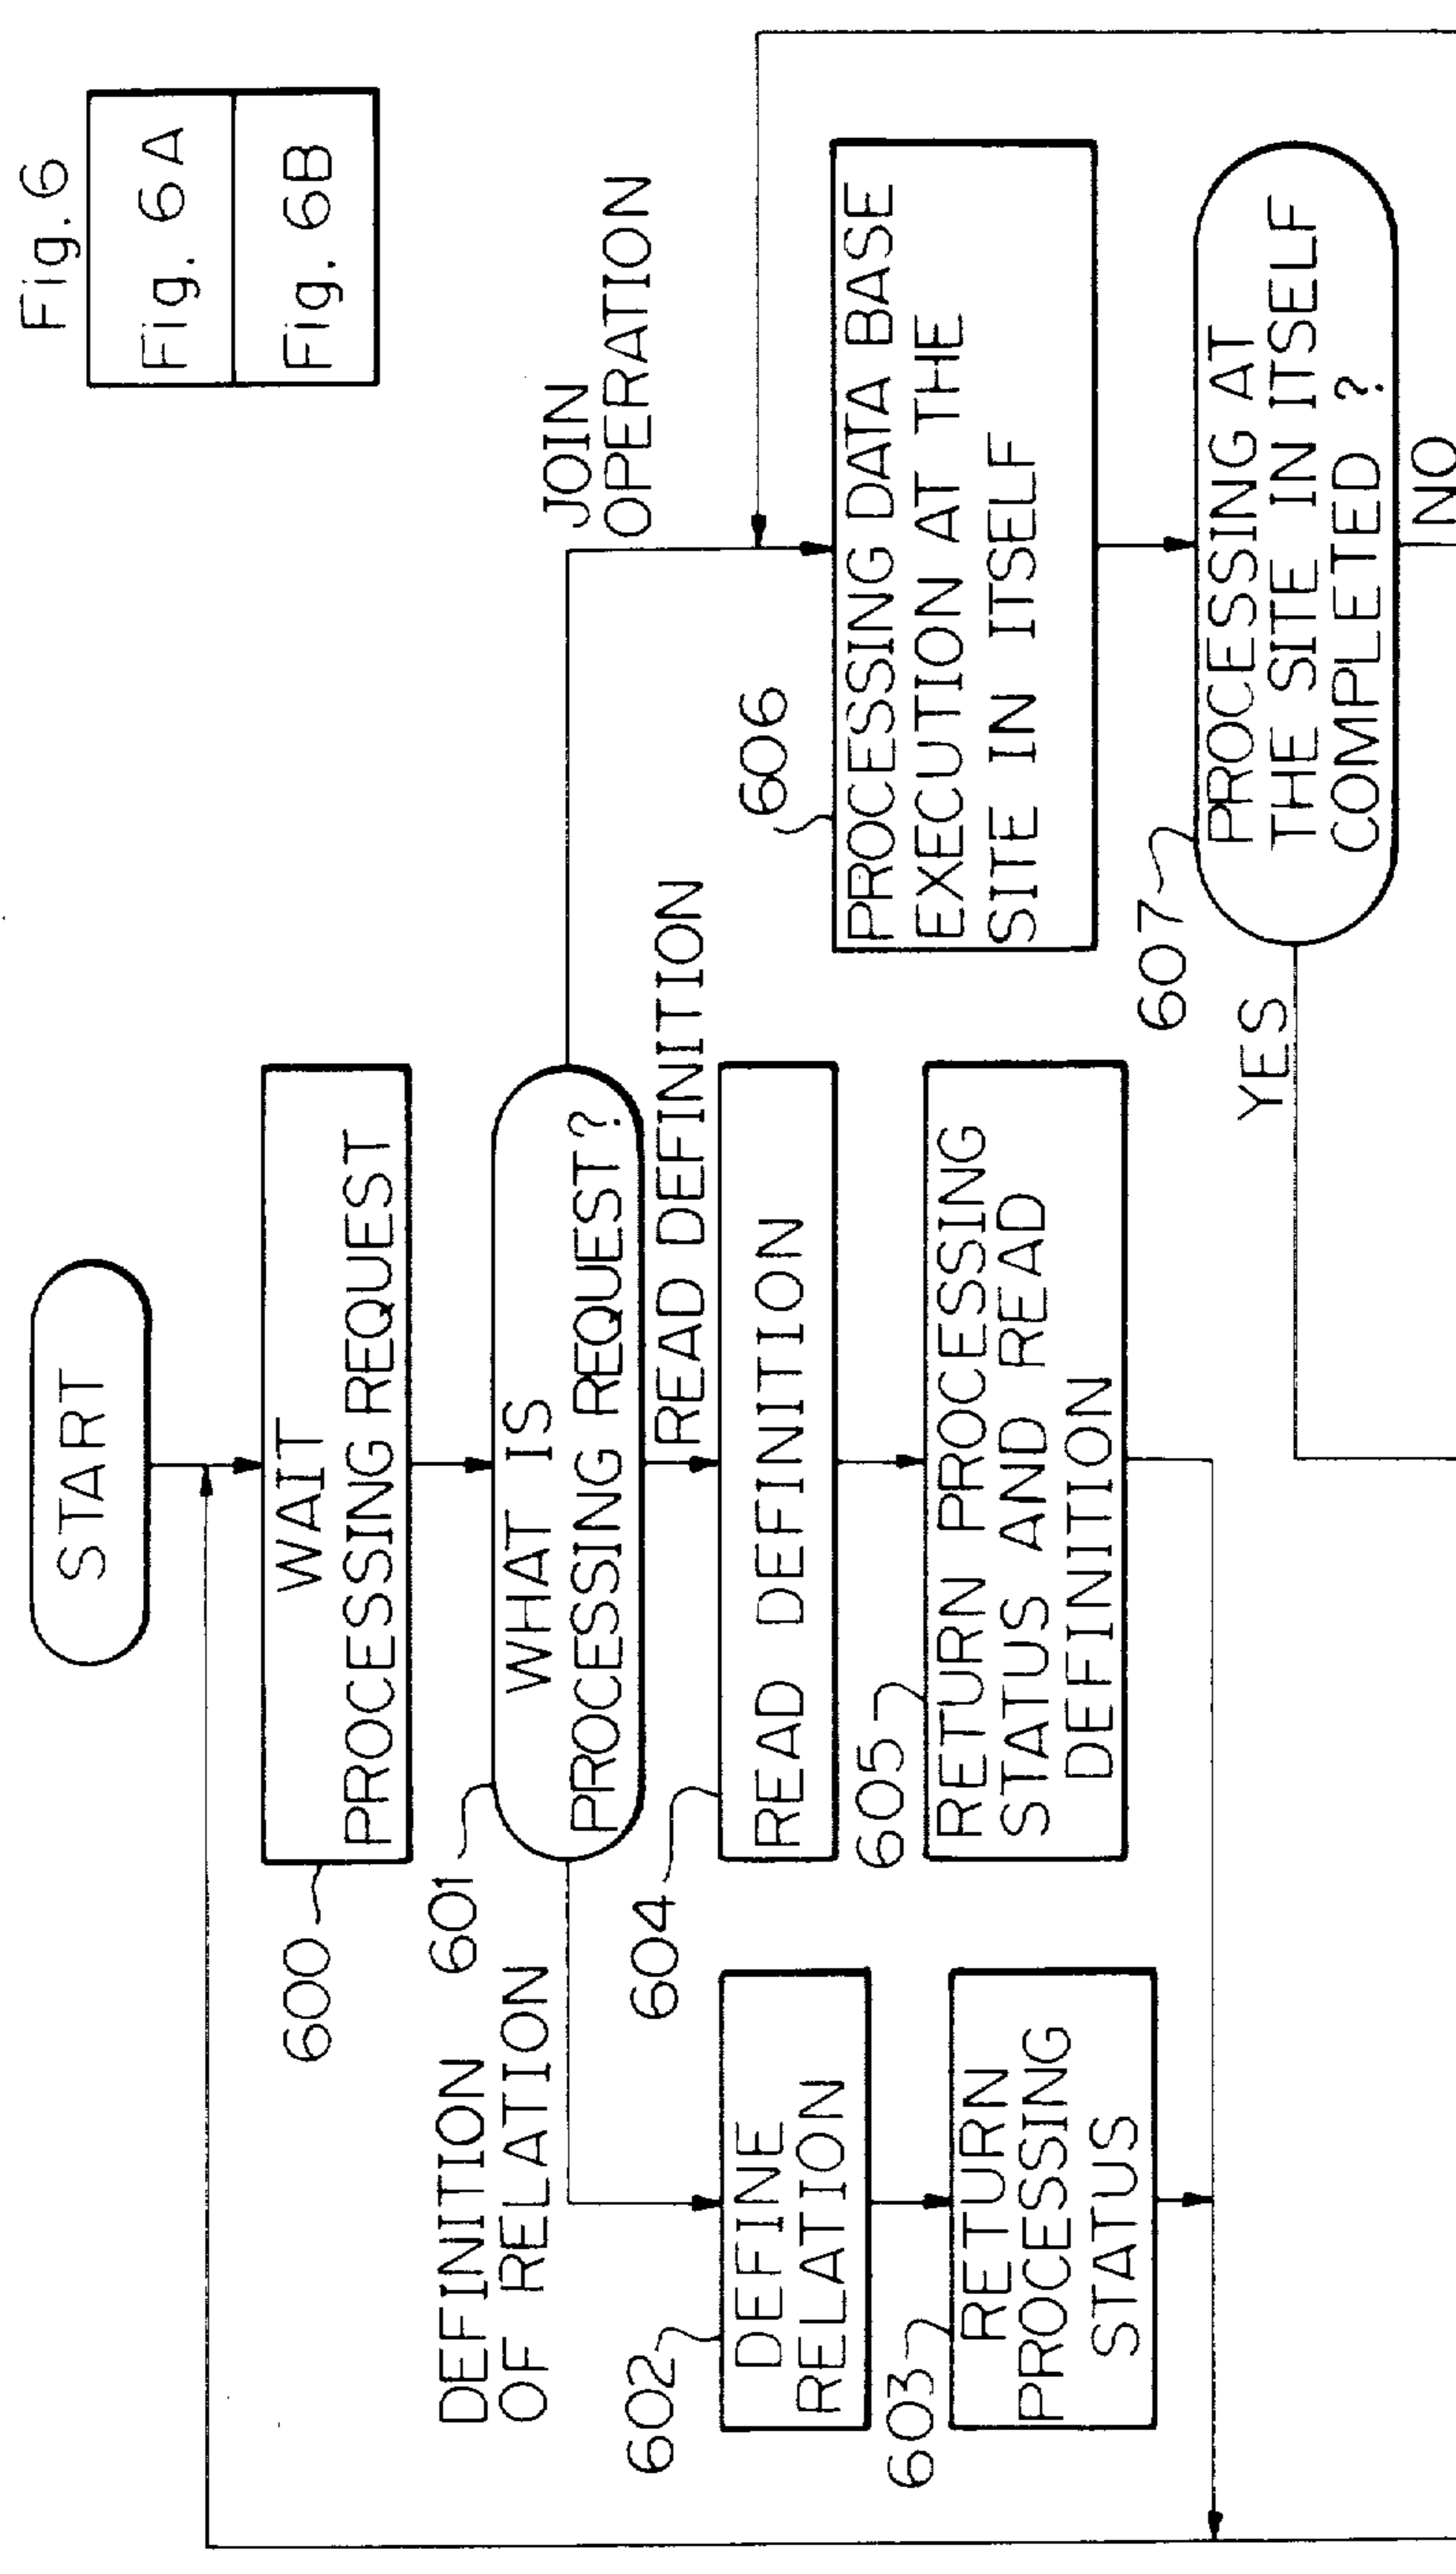 Fig. 6
Fig. 6A
Fig. 6B
START
600
WAIT
PROCESSING REQUEST
601
WHAT IS
PROCESSING REQUEST?
DEFINITION
OF RELATION
READ DEFINITION
JOIN
OPERATION
602
DEFINE
RELATION
603
RETURN
PROCESSING
STATUS
604
READ DEFINITION
605
RETURN PROCESSING
STATUS AND READ
DEFINITION
606
PROCESSING DATA BASE
EXECUTION AT THE
SITE IN ITSELF
607
PROCESSING AT
THE SITE IN ITSELF
COMPLETED ?
YES
NO